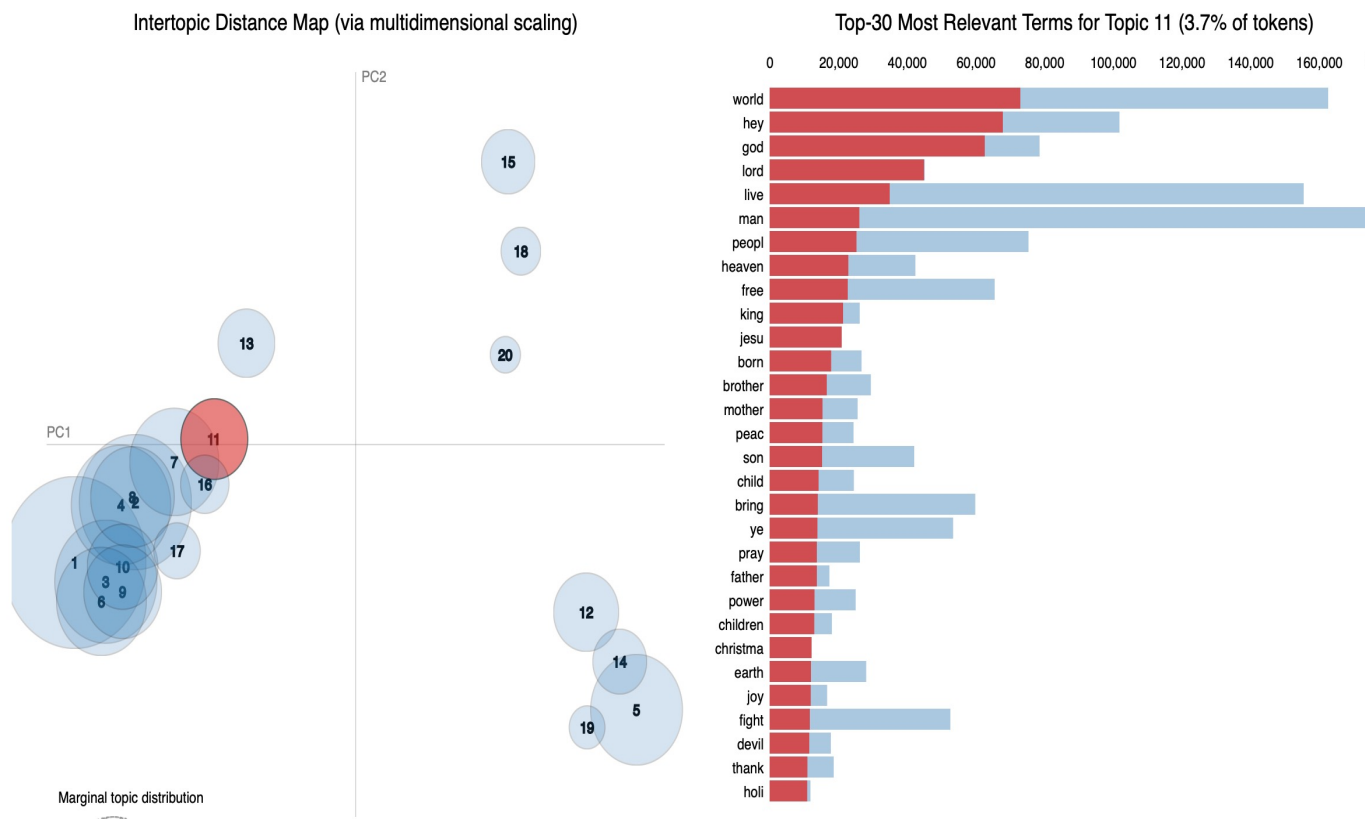 Intertopic Distance Map (via multidimensional scaling)
PC2
PC1
15
18
13
20
11
7
16
4
8
2
17
1
10
3
9
6
12
14
5
19
Marginal topic distribution
Top-30 Most Relevant Terms for Topic 11 (3.7% of tokens)
0 20,000 40,000 60,000 80,000 100,000 120,000 140,000 160,000
world
hey
god
lord
live
man
peopl
heaven
free
king
jesu
born
brother
mother
peac
son
child
bring
ye
pray
father
power
children
christma
earth
joy
fight
devil
thank
holi